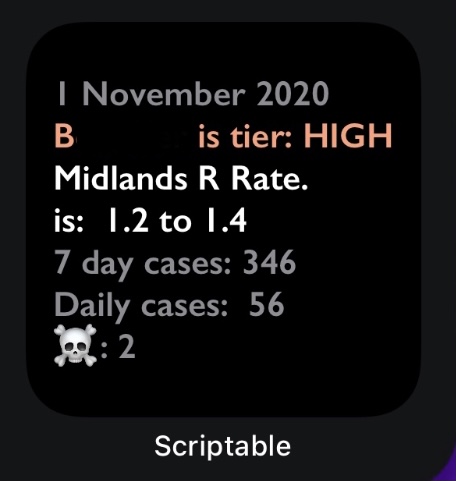 1 November 2020
is tier: HIGH
Midlands R Rate.
is:  1.2 to 1.4
7 day cases: 346
Daily cases:  56
☠️: 2
Scriptable